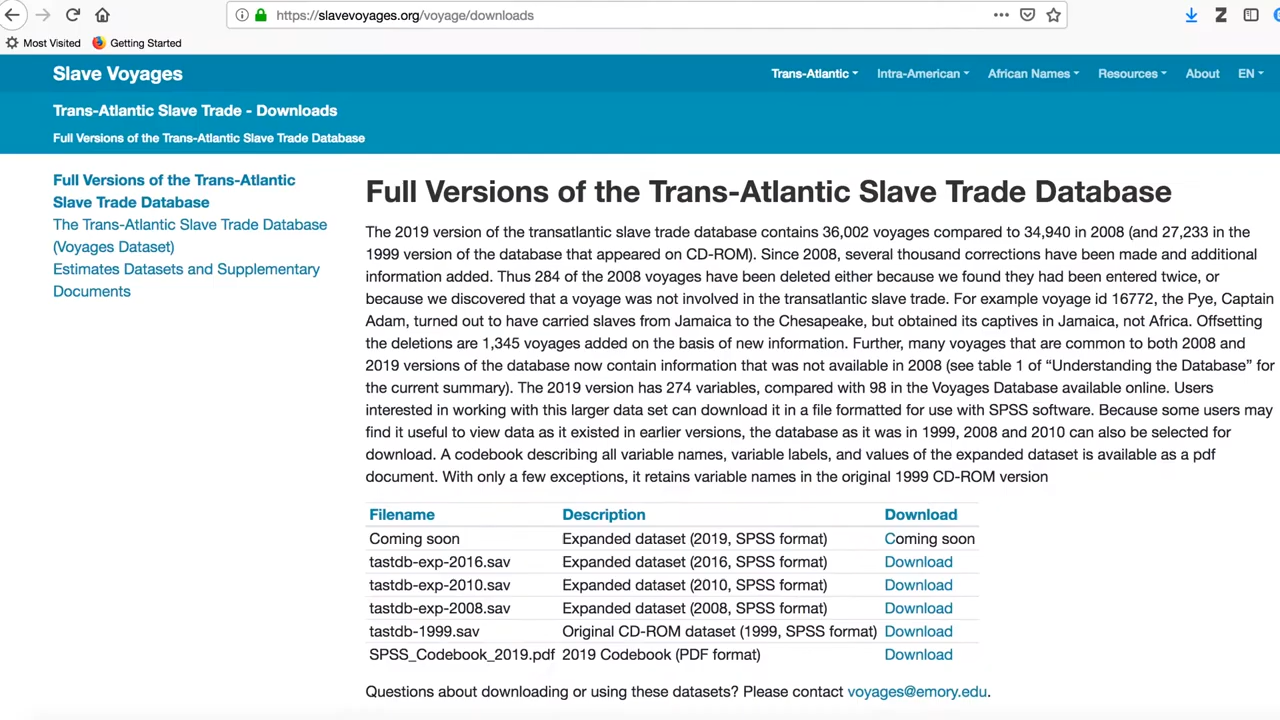 https://slavevoyages.org/voyage/downloads
Most Visited
Getting Started
Slave Voyages
Trans-Atlantic
Intra-American
African Names
Resources
About
EN
Trans-Atlantic Slave Trade - Downloads
Full Versions of the Trans-Atlantic Slave Trade Database
Full Versions of the Trans-Atlantic
Slave Trade Database
The Trans-Atlantic Slave Trade Database
(Voyages Dataset)
Estimates Datasets and Supplementary
Documents
Full Versions of the Trans-Atlantic Slave Trade Database
The 2019 version of the transatlantic slave trade database contains 36,002 voyages compared to 34,940 in 2008 (and 27,233 in the
1999 version of the database that appeared on CD-ROM). Since 2008, several thousand corrections have been made and additional
information added. Thus 284 of the 2008 voyages have been deleted either because we found they had been entered twice, or
because we discovered that a voyage was not involved in the transatlantic slave trade. For example voyage id 16772, the Pye, Captain
Adam, turned out to have carried slaves from Jamaica to the Chesapeake, but obtained its captives in Jamaica, not Africa. Offsetting
the deletions are 1,345 voyages added on the basis of new information. Further, many voyages that are common to both 2008 and
2019 versions of the database now contain information that was not available in 2008 (see table 1 of “Understanding the Database” for
the current summary). The 2019 version has 274 variables, compared with 98 in the Voyages Database available online. Users
interested in working with this larger data set can download it in a file formatted for use with SPSS software. Because some users may
find it useful to view data as it existed in earlier versions, the database as it was in 1999, 2008 and 2010 can also be selected for
download. A codebook describing all variable names, variable labels, and values of the expanded dataset is available as a pdf
document. With only a few exceptions, it retains variable names in the original 1999 CD-ROM version
Filename Description Download
Coming soon Expanded dataset (2019, SPSS format) Coming soon
tastdb-exp-2016.sav Expanded dataset (2016, SPSS format) Download
tastdb-exp-2010.sav Expanded dataset (2010, SPSS format) Download
tastdb-exp-2008.sav Expanded dataset (2008, SPSS format) Download
tastdb-1999.sav Original CD-ROM dataset (1999, SPSS format) Download
SPSS_Codebook_2019.pdf 2019 Codebook (PDF format) Download
Questions about downloading or using these datasets? Please contact voyages@emory.edu.